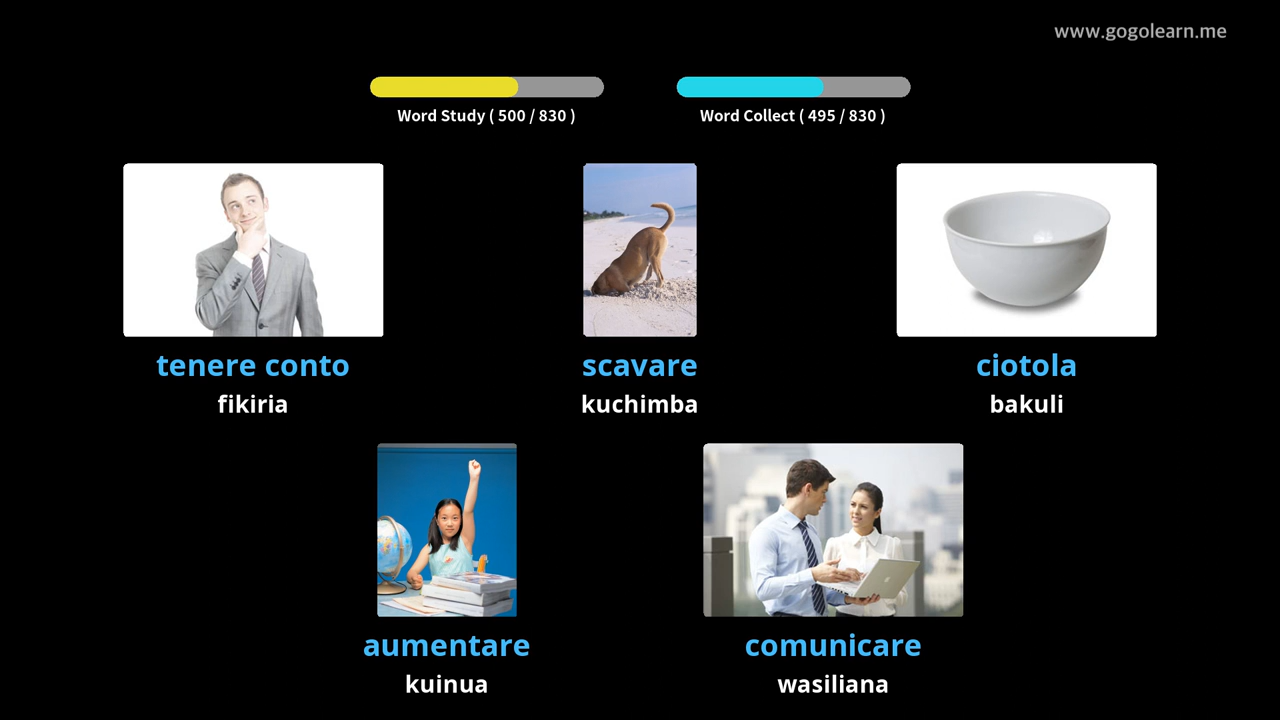 www.gogolearn.me
Word Study ( 500 / 830 )
Word Collect ( 495 / 830 )
tenere conto
fikiria
scavare
kuchimba
ciotola
bakuli
aumentare
kuinua
comunicare
wasiliana